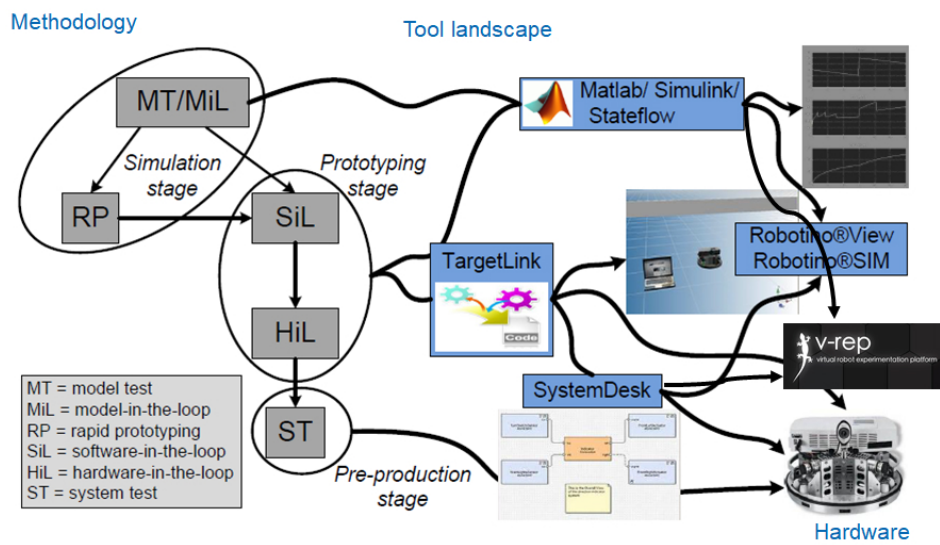 Methodology
Tool landscape
MT/MiL
Simulation
stage
Prototyping
stage
RP
SiL
HiL
ST
Pre-production
stage
MT = model test
MiL = model-in-the-loop
RP = rapid prototyping
SiL = software-in-the-loop
HiL = hardware-in-the-loop
ST = system test
Matlab/ Simulink/
Stateflow
TargetLink
Code
SystemDesk
Robotino®View
Robotino®SIM
v-rep
virtual robot experimentation platform
Hardware